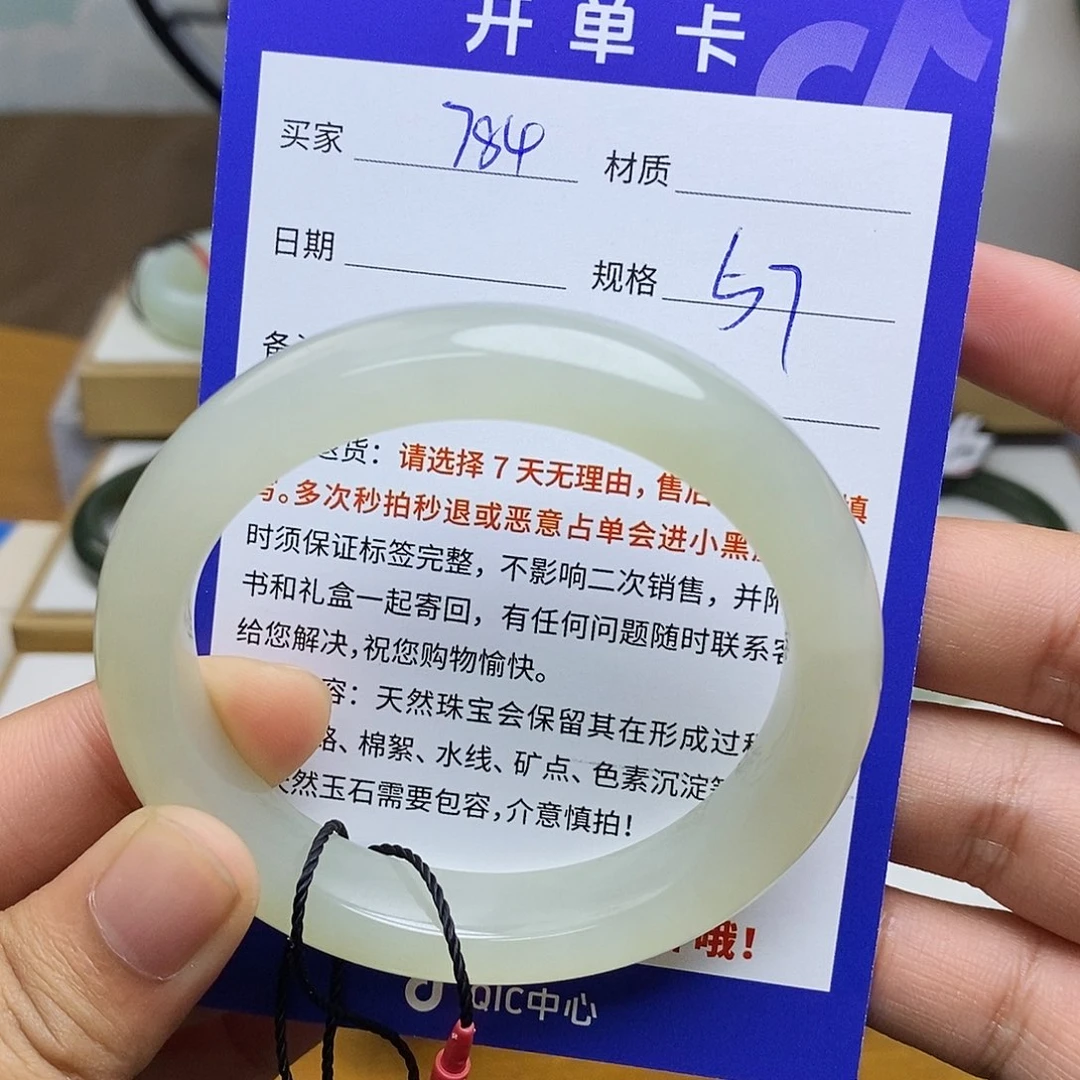 开单卡
买家 784 材质
日期 规格 57
备
退货：请选择 7 天无理由，售后 慎
写。多次秒拍秒退或恶意占单会进小黑
时须保证标签完整，不影响二次销售，并附
书和礼盒一起寄回，有任何问题随时联系客
给您解决，祝您购物愉快。
容：天然珠宝会保留其在形成过程
、棉絮、水线、矿点、色素沉淀等
天然玉石需要包容，介意慎拍！
哦！
QIC中心